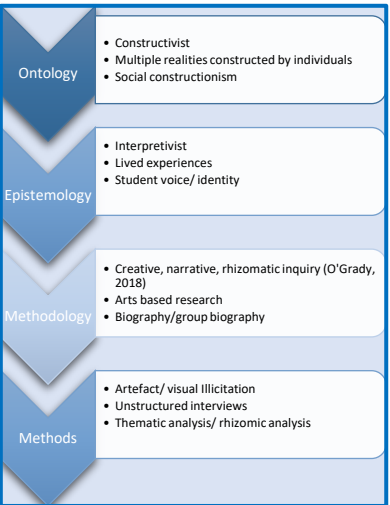 Ontology
• Constructivist
• Multiple realities constructed by individuals
• Social constructionism
Epistemology
• Interpretivist
• Lived experiences
• Student voice/ identity
Methodology
• Creative, narrative, rhizomatic inquiry (O'Grady,
2018)
• Arts based research
• Biography/group biography
Methods
• Artefact/ visual Illicitation
• Unstructured interviews
• Thematic analysis/ rhizomic analysis